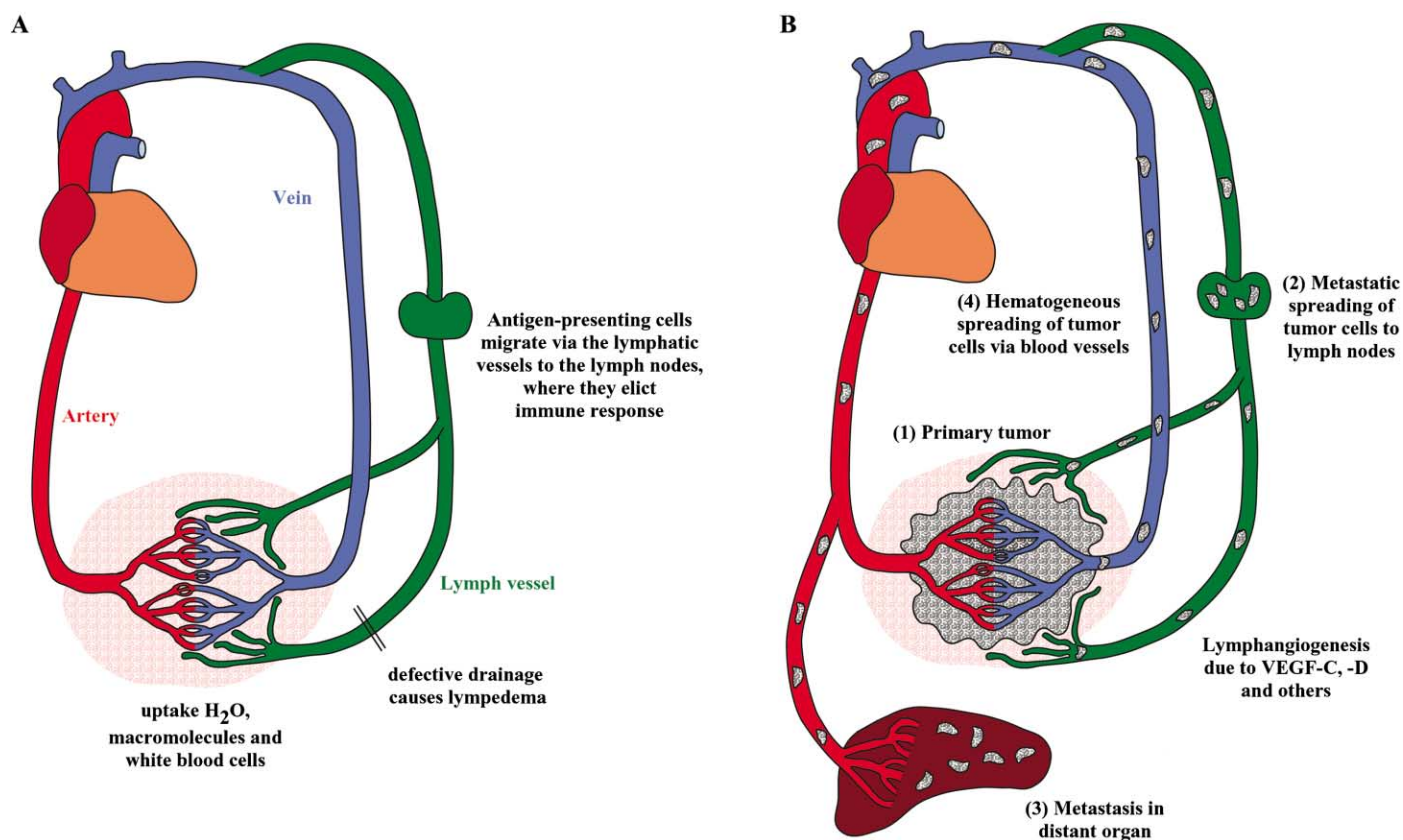 A
Vein
Antigen-presenting cells
migrate via the lymphatic
vessels to the lymph nodes,
where they elict
immune response
Artery
Lymph vessel
defective drainage
causes lympedema
uptake H2O,
macromolecules and
white blood cells
B
(4) Hematogeneous
spreading of tumor
cells via blood vessels
(2) Metastatic
spreading of
tumor cells to
lymph nodes
(1) Primary tumor
Lymphangiogenesis
due to VEGF-C, -D
and others
(3) Metastasis in
distant organ